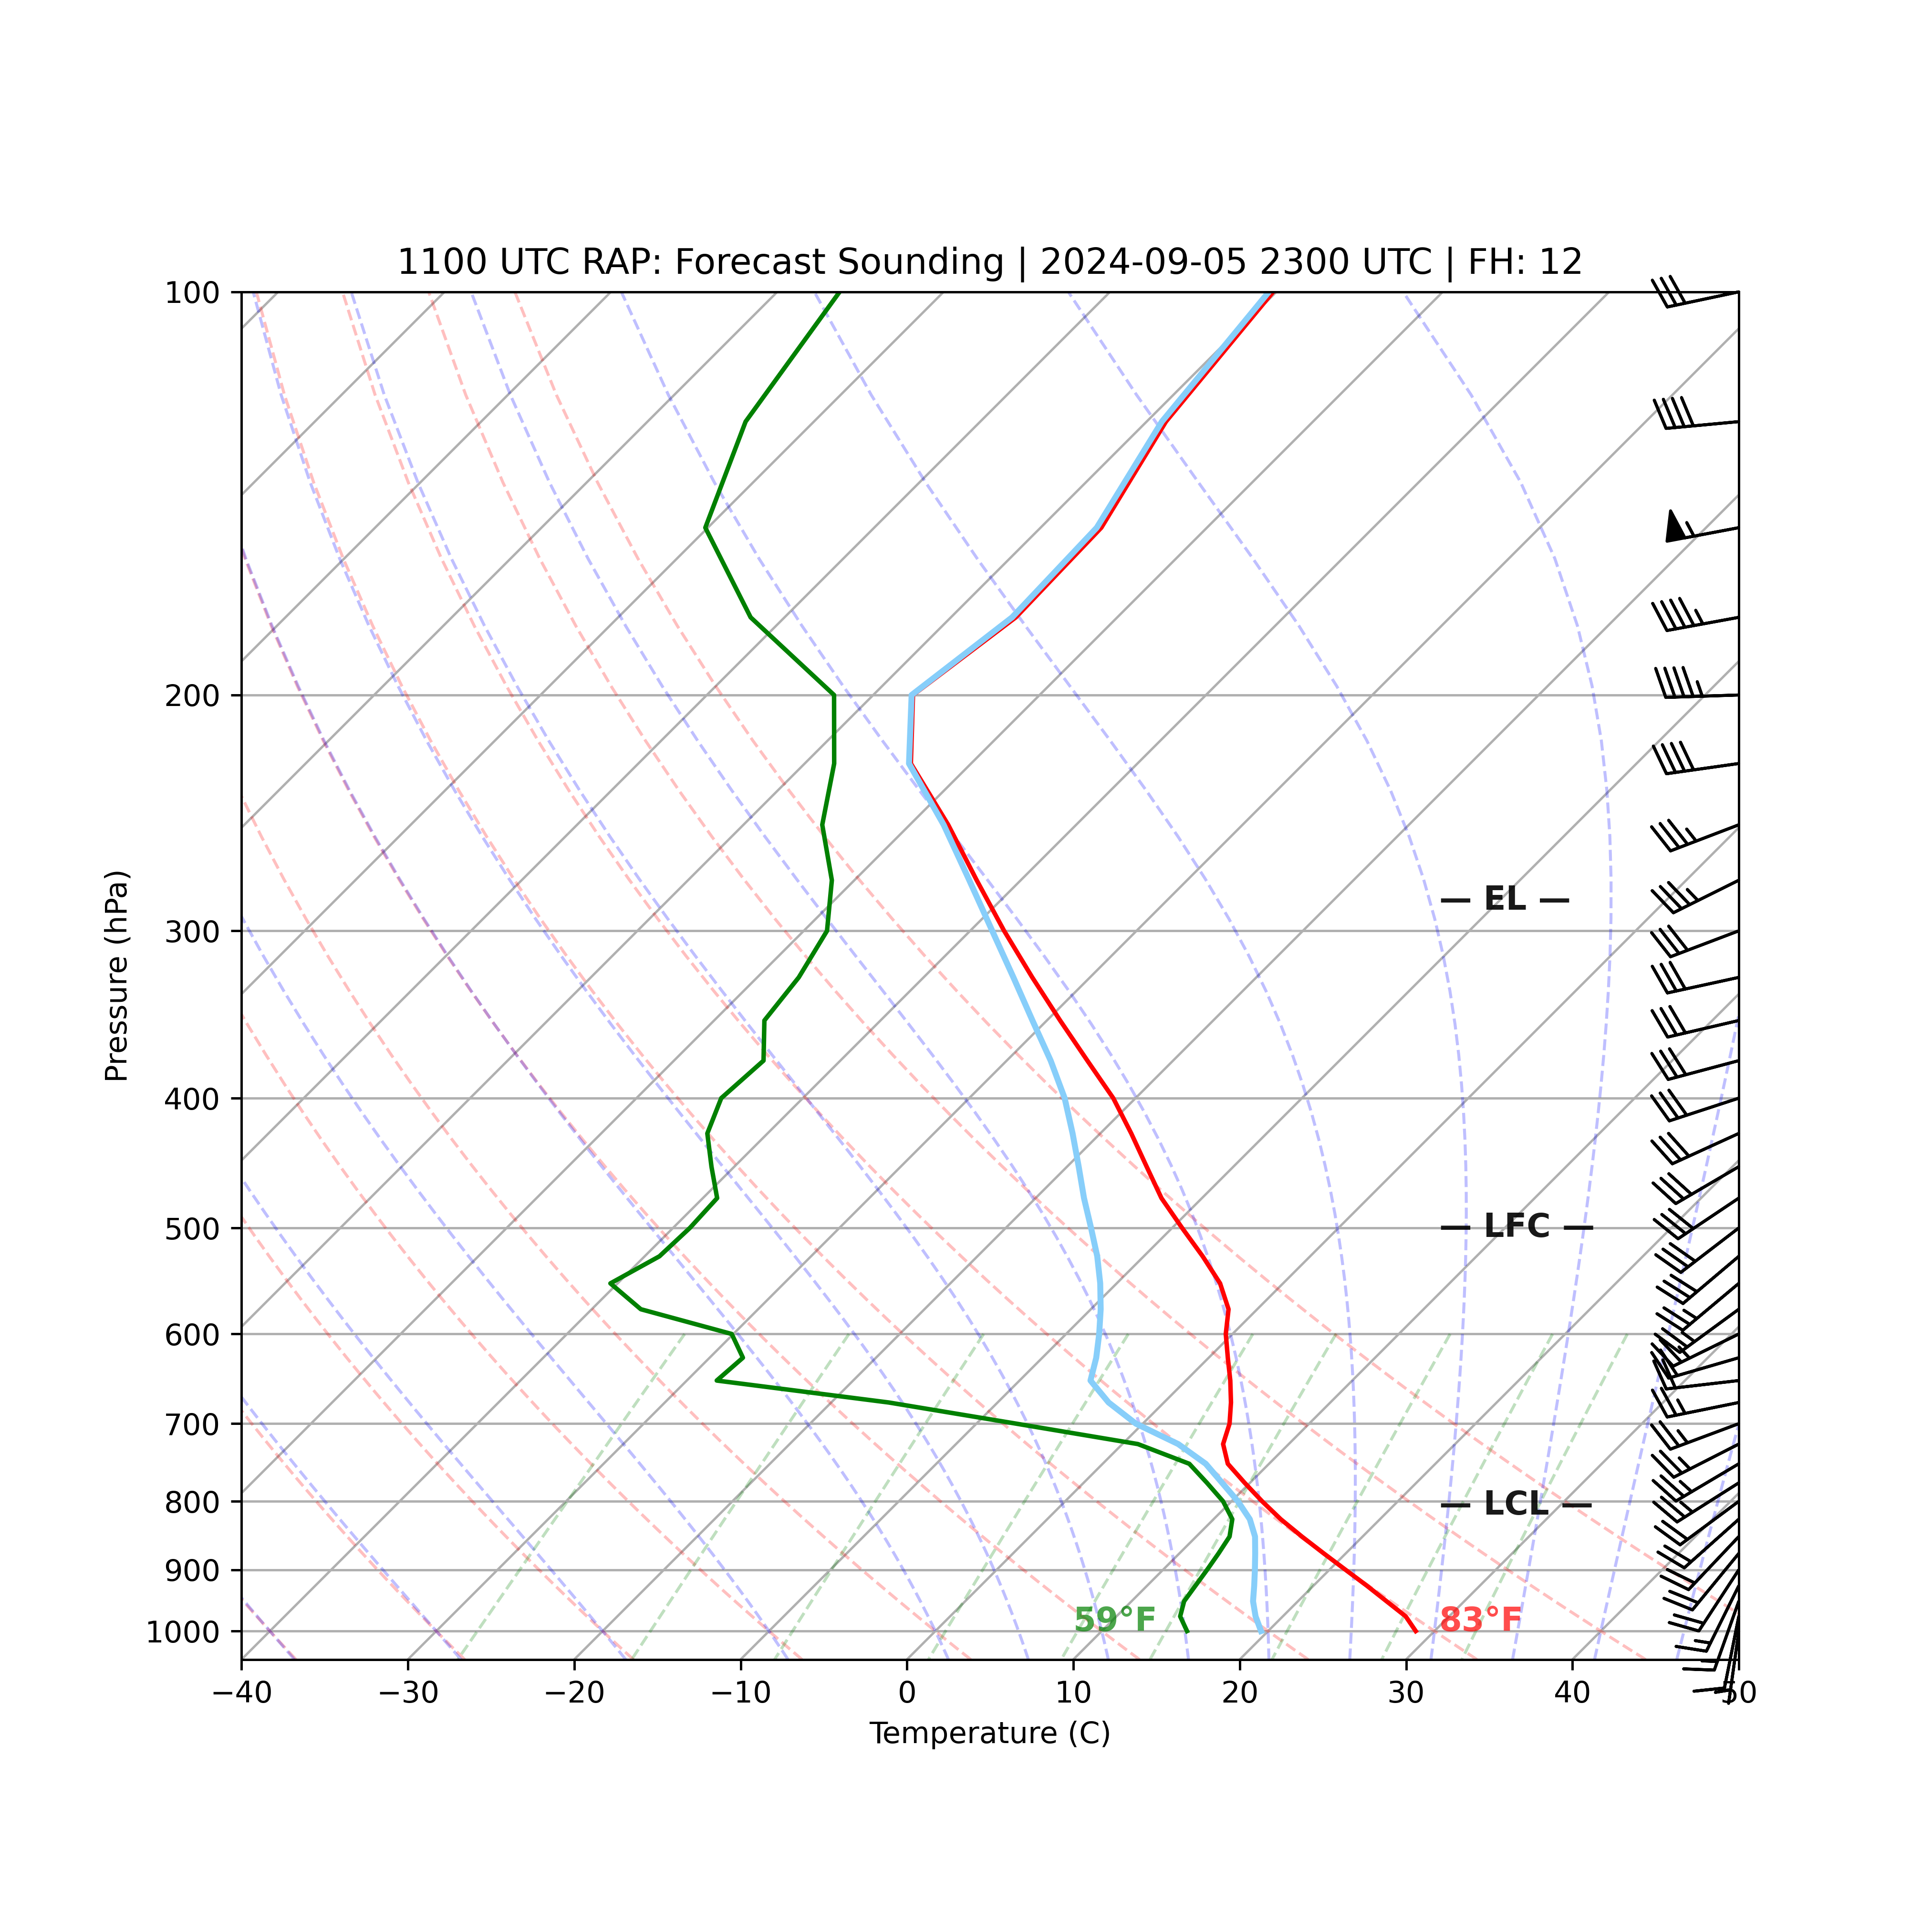 1100 UTC RAP: Forecast Sounding | 2024-09-05 2300 UTC | FH: 12
100
200
300
400
500
600
700
800
900
1000
Pressure (hPa)
— EL —
— LFC —
— LCL —
59°F
83°F
−40 −30 −20 −10 0 10 20 30 40 50
Temperature (C)